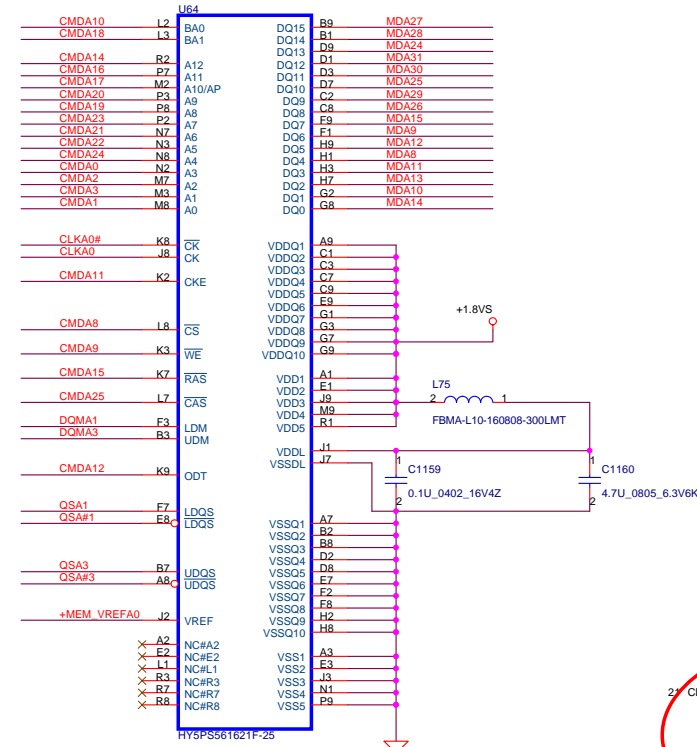 U64
CMDA10 L2 BA0 DQ15 B9 MDA27
CMDA18 L3 BA1 DQ14 B1 MDA28
DQ13 D9 MDA24
CMDA14 R2 A12 DQ12 D1 MDA31
CMDA16 P7 A11 DQ11 D3 MDA30
CMDA17 M2 A10/AP DQ10 D7 MDA25
CMDA20 P3 A9 DQ9 C2 MDA29
CMDA19 P8 A8 DQ8 C8 MDA26
CMDA23 P2 A7 DQ7 F9 MDA15
CMDA21 N7 A6 DQ6 F1 MDA9
CMDA22 N3 A5 DQ5 H9 MDA12
CMDA24 N8 A4 DQ4 H1 MDA8
CMDA0 N2 A3 DQ3 H3 MDA11
CMDA2 M7 A2 DQ2 H7 MDA13
CMDA3 M3 A1 DQ1 G2 MDA10
CMDA1 M8 A0 DQ0 G8 MDA14
CLKA0# K8 CK VDDQ1 A9
CLKA0 J8 CK VDDQ2 C1
VDDQ3 C3
CMDA11 K2 CKE VDDQ4 C7
VDDQ5 C9
VDDQ6 E9
VDDQ7 G1
+1.8VS
CMDA8 L8 CS VDDQ8 G3
VDDQ9 G7
CMDA9 K3 WE VDDQ10 G9
CMDA15 K7 RAS VDD1 A1
VDD2 E1
L75
CMDA25 L7 CAS VDD3 J9 2 1
VDD4 M9
FBMA-L10-160808-300LMT
DQMA1 F3 LDM VDD5 R1
DQMA3 B3 UDM
VDDL J1
VSSDL J7 1 1
CMDA12 K9 ODT C1159 C1160
0.1U_0402_16V4Z 4.7U_0805_6.3V6K
2 2
QSA1 F7 LDQS
QSA#1 E8 LDQS VSSQ1 A7
VSSQ2 B2
VSSQ3 B8
VSSQ4 D2
QSA3 B7 UDQS VSSQ5 D8
QSA#3 A8 UDQS VSSQ6 E7
VSSQ7 F2
VSSQ8 F8
+MEM_VREFA0 J2 VREF VSSQ9 H2
VSSQ10 H8
A2 NC#A2
E2 NC#E2 VSS1 A3
L1 NC#L1 VSS2 E3
R3 NC#R3 VSS3 J3
R7 NC#R7 VSS4 N1
R8 NC#R8 VSS5 P9
HY5PS561621F-25